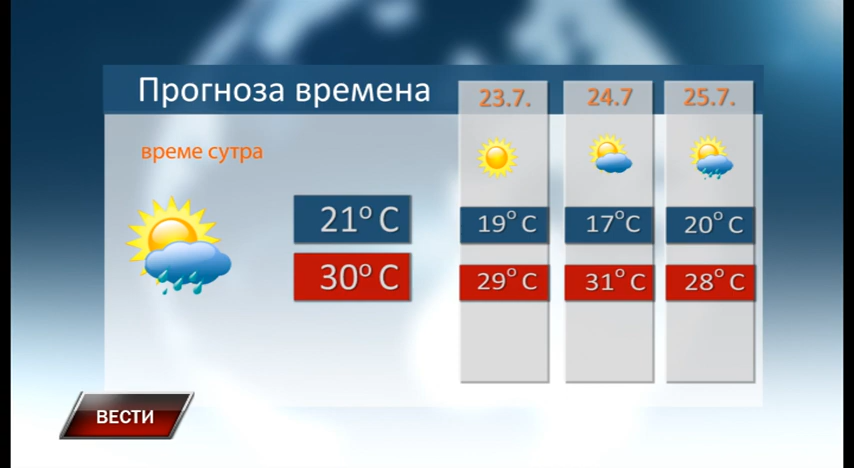 Прогноза времена
време сутра
21° C
30° C
23.7.
19° C
29° C
24.7
17°C
31° C
25.7.
20° C
28° C
ВЕСТИ